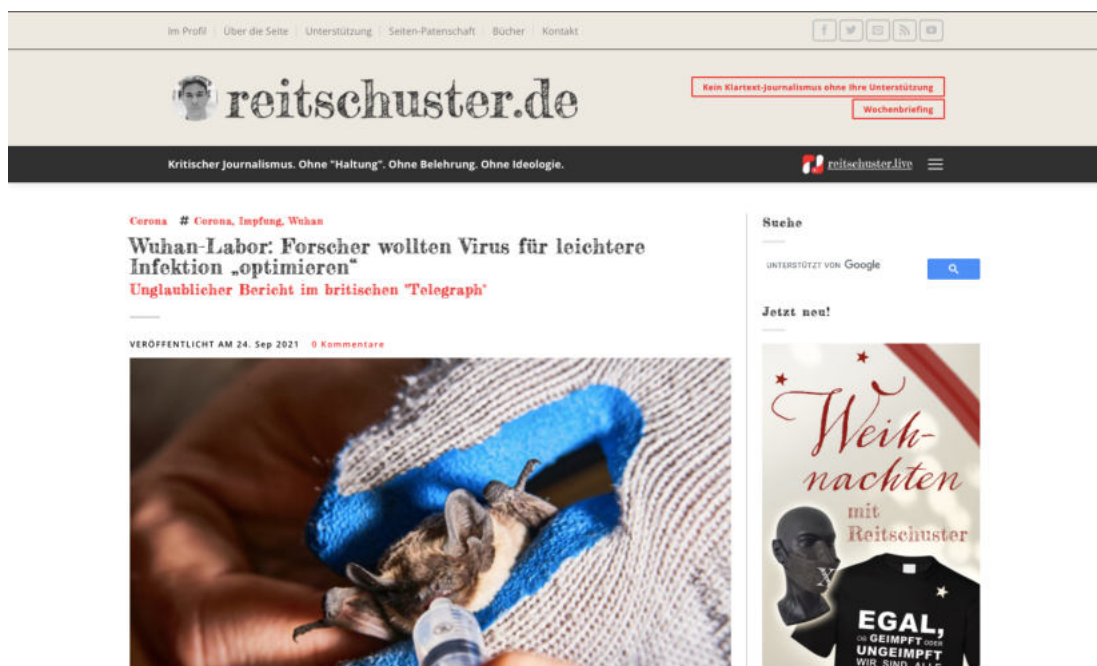 Im Profil
Über die Seite
Unterstützung
Seiten-Patenschaft
Bücher
Kontakt
reitschuster.de
Kein Klartext-Journalismus ohne Ihre Unterstützung
Wochenbriefing
Kritischer Journalismus. Ohne "Haltung". Ohne Belehrung. Ohne Ideologie.
reitschuster.live
Corona # Corona, Impfung, Wuhan
Wuhan-Labor: Forscher wollten Virus für leichtere
Infektion „optimieren“
Unglaublicher Bericht im britischen "Telegraph"
VERÖFFENTLICHT AM 24. Sep 2021 0 Kommentare
Suche
UNTERSTÜTZT VON Google
Jetzt neu!
Weih-
nachten
mit
Reitschuster
X
EGAL,
OB GEIMPFT ODER
UNGEIMPFT
WIR SIND ALLE